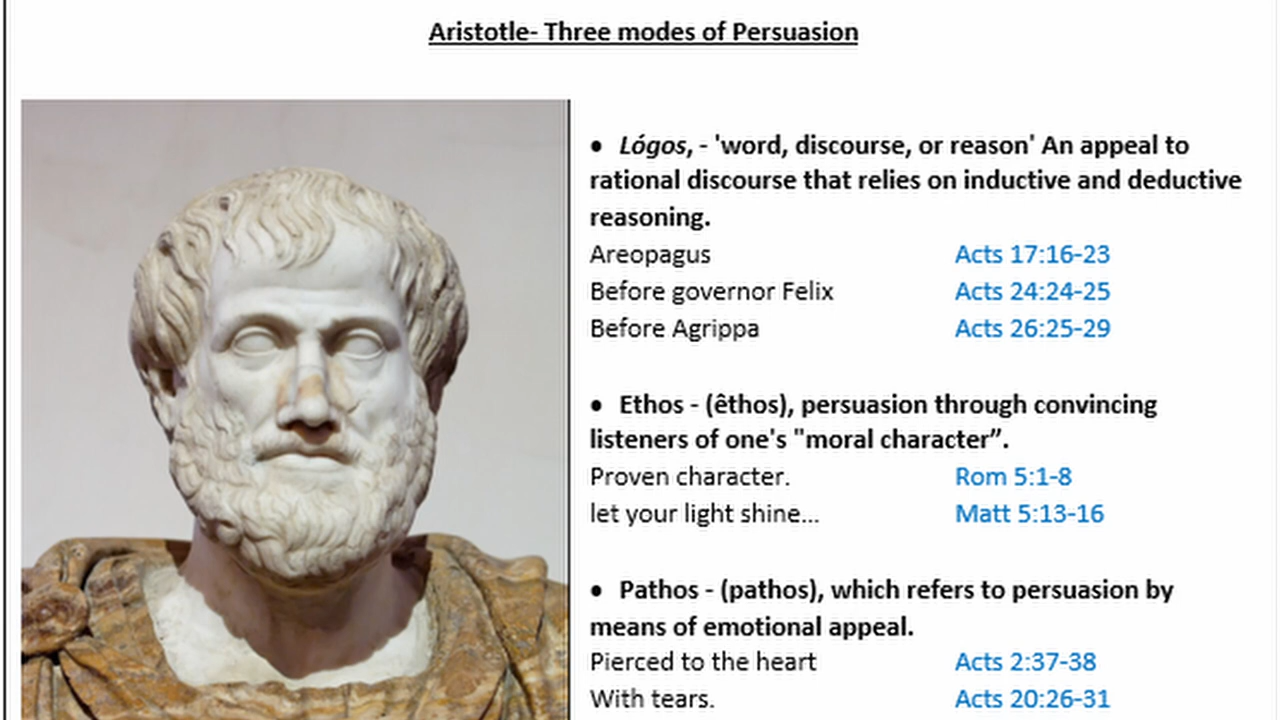 Aristotle- Three modes of Persuasion
• Lógos, - 'word, discourse, or reason' An appeal to
rational discourse that relies on inductive and deductive
reasoning.
Areopagus Acts 17:16-23
Before governor Felix Acts 24:24-25
Before Agrippa Acts 26:25-29
• Ethos - (êthos), persuasion through convincing
listeners of one's "moral character”.
Proven character. Rom 5:1-8
let your light shine... Matt 5:13-16
• Pathos - (pathos), which refers to persuasion by
means of emotional appeal.
Pierced to the heart Acts 2:37-38
With tears. Acts 20:26-31